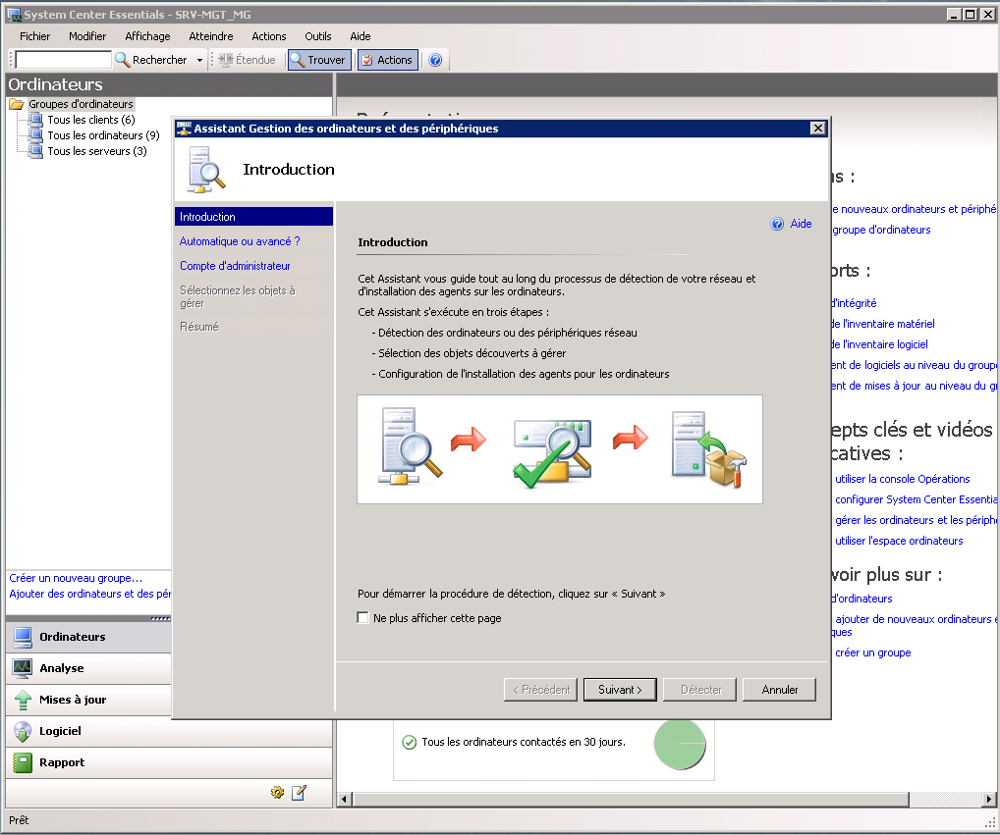 System Center Essentials - SRV-MGT_MG
Fichier Modifier Affichage Atteindre Actions Outils Aide
Rechercher Étendue Trouver Actions
Ordinateurs
Groupes d'ordinateurs
Tous les clients (6)
Tous les ordinateurs (9)
Tous les serveurs (3)
Créer un nouveau groupe...
Ajouter des ordinateurs et des pér
Ordinateurs
Analyse
Mises à jour
Logiciel
Rapport
Prêt
Assistant Gestion des ordinateurs et des périphériques
Introduction
Introduction
Automatique ou avancé ?
Compte d'administrateur
Sélectionnez les objets à
gérer
Résumé
Aide
Introduction
Cet Assistant vous guide tout au long du processus de détection de votre réseau et
d'installation des agents sur les ordinateurs.
Cet Assistant s'exécute en trois étapes :
- Détection des ordinateurs ou des périphériques réseau
- Sélection des objets découverts à gérer
- Configuration de l'installation des agents pour les ordinateurs
Pour démarrer la procédure de détection, cliquez sur « Suivant »
Ne plus afficher cette page
< Précédent Suivant > Détecter Annuler
ns :
e nouveaux ordinateurs et périphé
groupe d'ordinateurs
orts :
d'intégrité
de l'inventaire matériel
de l'inventaire logiciel
ent de logiciels au niveau du groupe
ent de mises à jour au niveau du gr
epts clés et vidéos
catives :
utiliser la console Opérations
configurer System Center Essentia
gérer les ordinateurs et les périph
utiliser l'espace ordinateurs
voir plus sur :
d'ordinateurs
ajouter de nouveaux ordinateurs e
ques
créer un groupe
Tous les ordinateurs contactés en 30 jours.